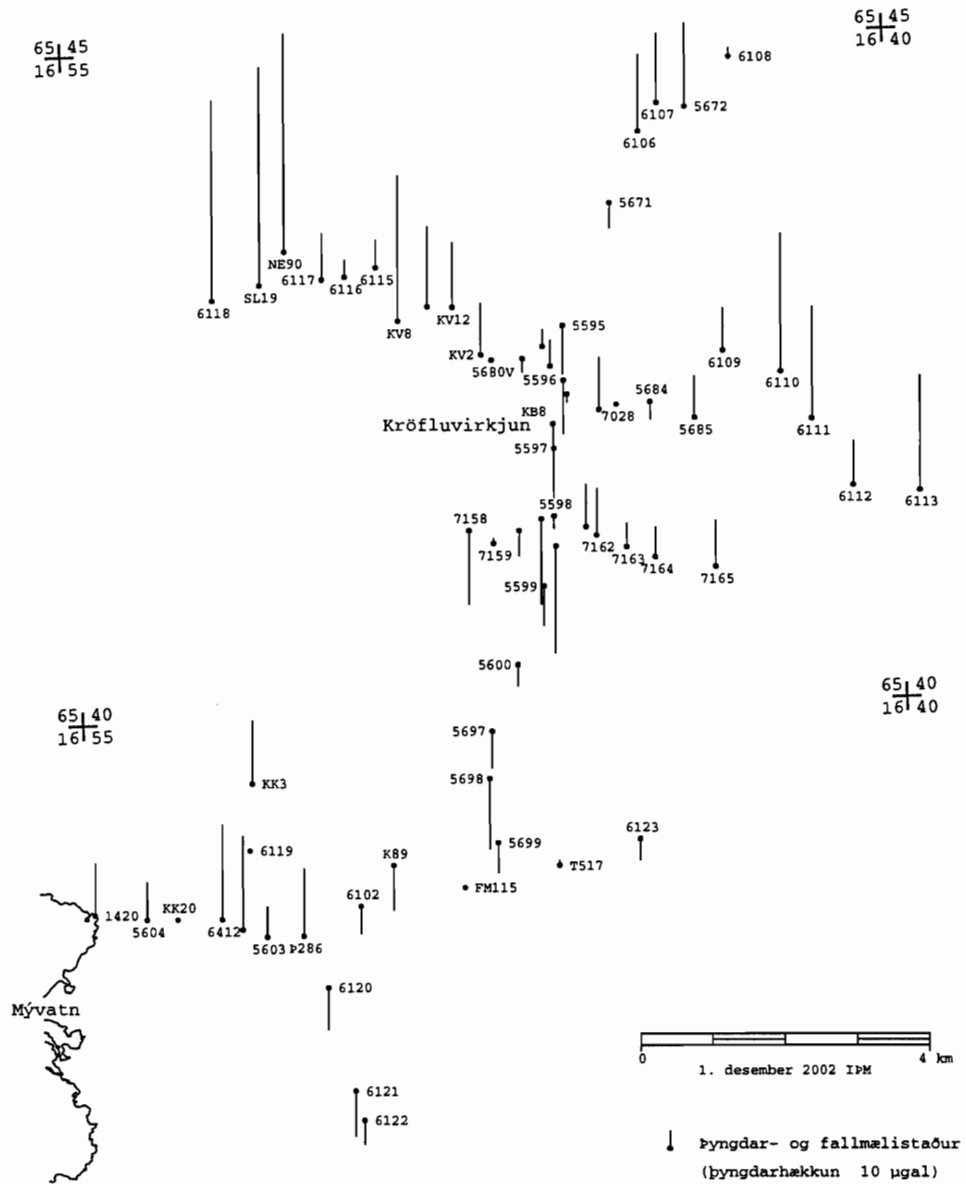 65 45
16 55
65 45
16 40
6108
6107
5672
6106
5671
NE90
6117
6116
6115
SL19
6118
KV8
KV12
5595
KV2
5680V
5596
6109
6110
7028
5684
KB8
5685
6111
Kröfluvirkjun
5597
6112
6113
5598
7158
7159
7162
7163
7164
7165
5599
5600
65 40
16 40
65 40
16 55
5697
5698
KK3
6123
5699
6119
K89
T517
FM115
1420
KK20
6102
5604
6412
5603
Þ286
6120
Mývatn
0
4 km
1. desember 2002 IÞM
6121
6122
Þyngdar- og fallmælistaður
(þyngdarhækkun 10 µgal)